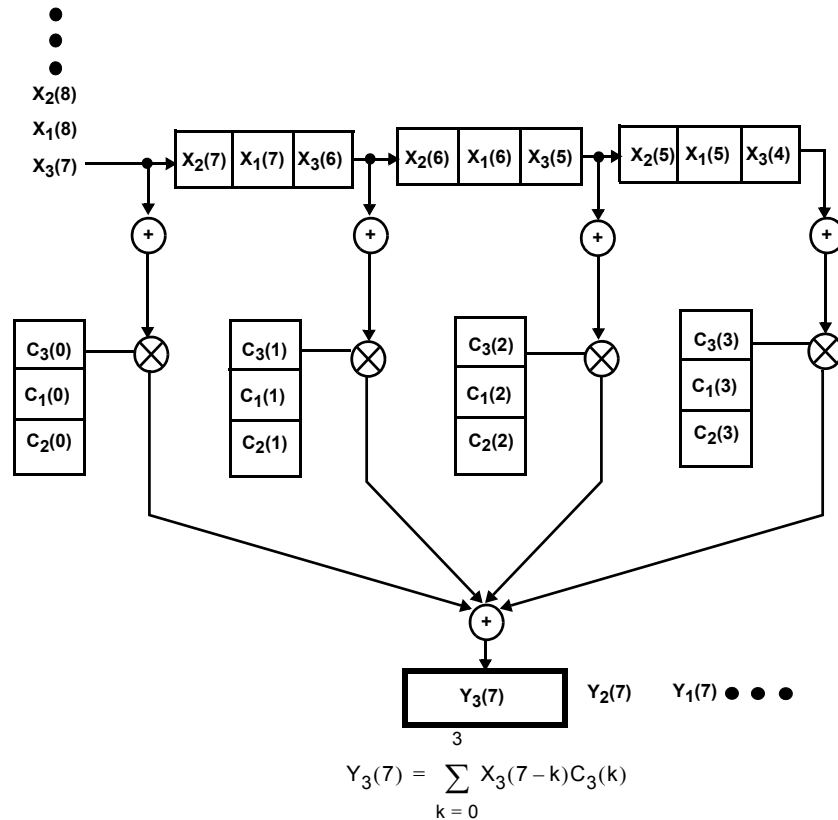 X2(8)
X1(8)
X3(7)
X2(7) X1(7) X3(6) X2(6) X1(6) X3(5) X2(5) X1(5) X3(4)
+ + + +
C3(0) C3(1) C3(2) C3(3)
C1(0) C1(1) C1(2) C1(3)
C2(0) C2(1) C2(2) C2(3)
+
Y3(7) Y2(7) Y1(7)
3
Y3(7) = ∑ X3(7 – k)C3(k)
k = 0